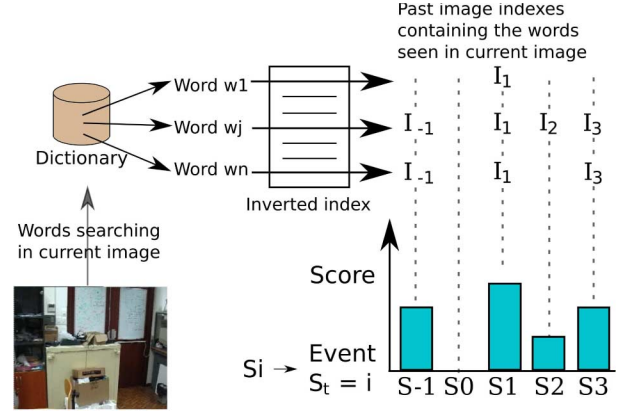 Past image indexes
containing the words
seen in current image
Word w1
I₁
Word wj
I₋₁ I₁ I₂ I₃
Dictionary
Word wn
I₋₁ I₁ I₃
Inverted index
Words searching
in current image
Score
Si → Event
Sₜ = i
S-1 S0 S1 S2 S3